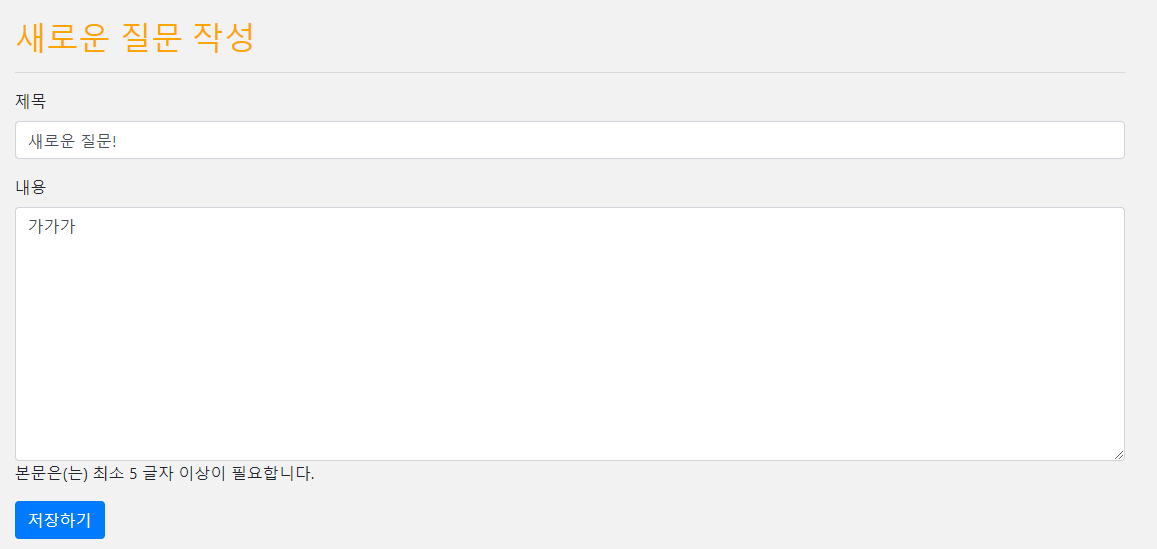 새로운 질문 작성
제목
새로운 질문!
내용
가가가
본문은(는) 최소 5 글자 이상이 필요합니다.
저장하기